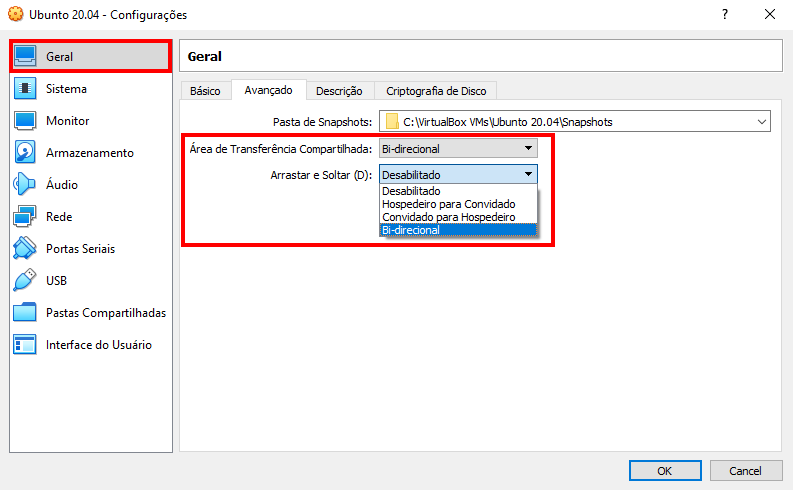 Ubunto 20.04 - Configurações
?
Geral
Sistema
Monitor
Armazenamento
Áudio
Rede
Portas Seriais
USB
Pastas Compartilhadas
Interface do Usuário
Geral
Básico Avançado Descrição Criptografia de Disco
Pasta de Snapshots: C:\VirtualBox VMs\Ubunto 20.04\Snapshots
Área de Transferência Compartilhada: Bi-direcional
Arrastar e Soltar (D): Desabilitado
Desabilitado
Hospedeiro para Convidado
Convidado para Hospedeiro
Bi-direcional
OK Cancel